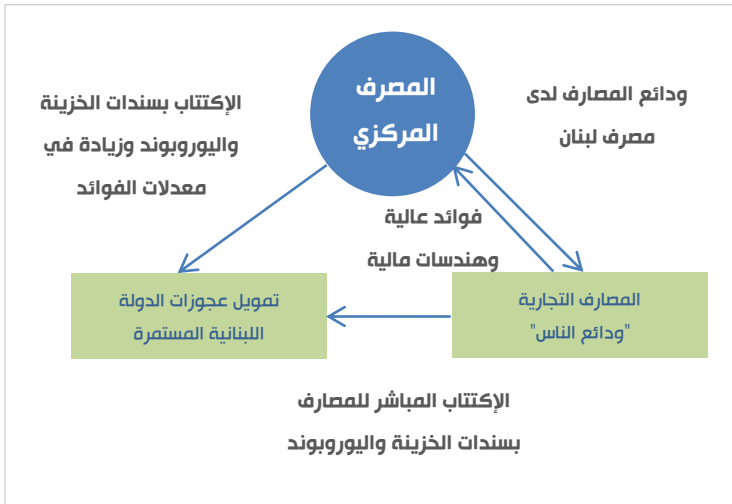 المصرف
المركزي
ودائع المصارف لدى
مصرف لبنان
الإكتتاب بسندات الخزينة
واليوروبوند وزيادة في
معدلات الفوائد
فوائد عالية
وهندسات مالية
المصارف التجارية
"ودائع الناس"
تمويل عجوزات الدولة
اللبنانية المستمرة
الإكتتاب المباشر للمصارف
بسندات الخزينة واليوروبوند